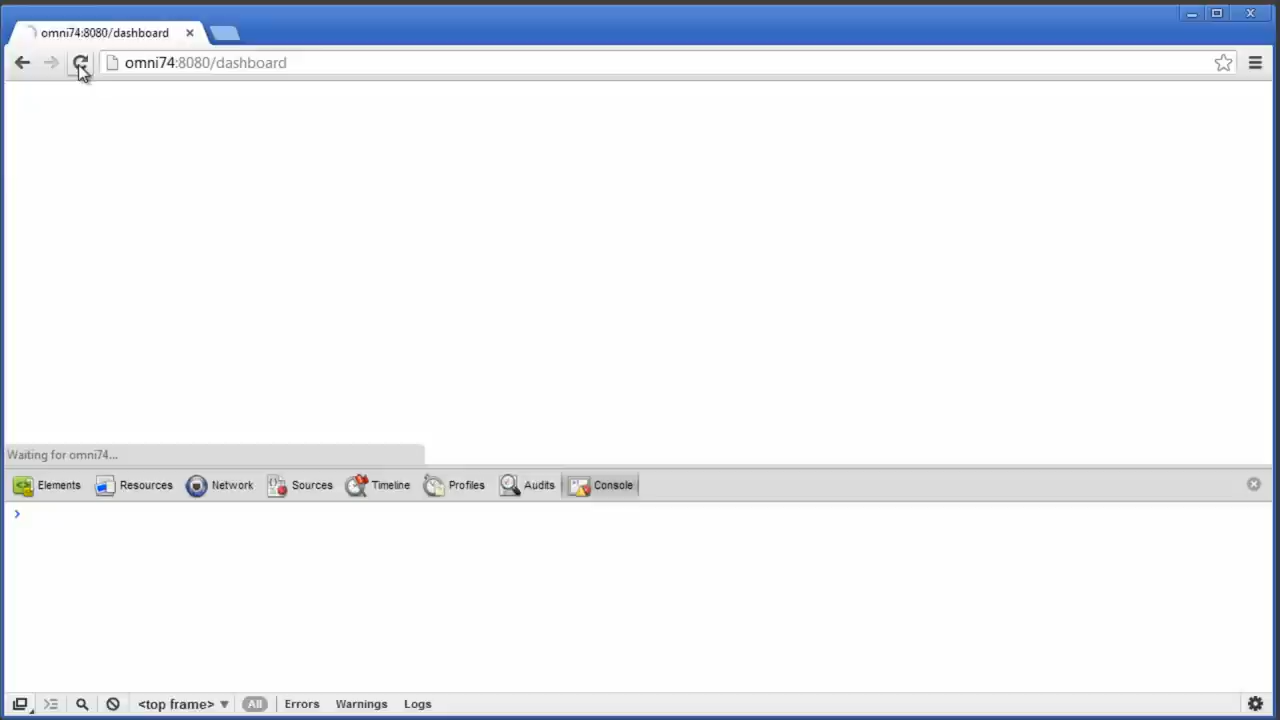 omni74:8080/dashboard
omni74:8080/dashboard
Waiting for omni74...
Elements Resources Network Sources Timeline Profiles Audits Console
<top frame> All Errors Warnings Logs